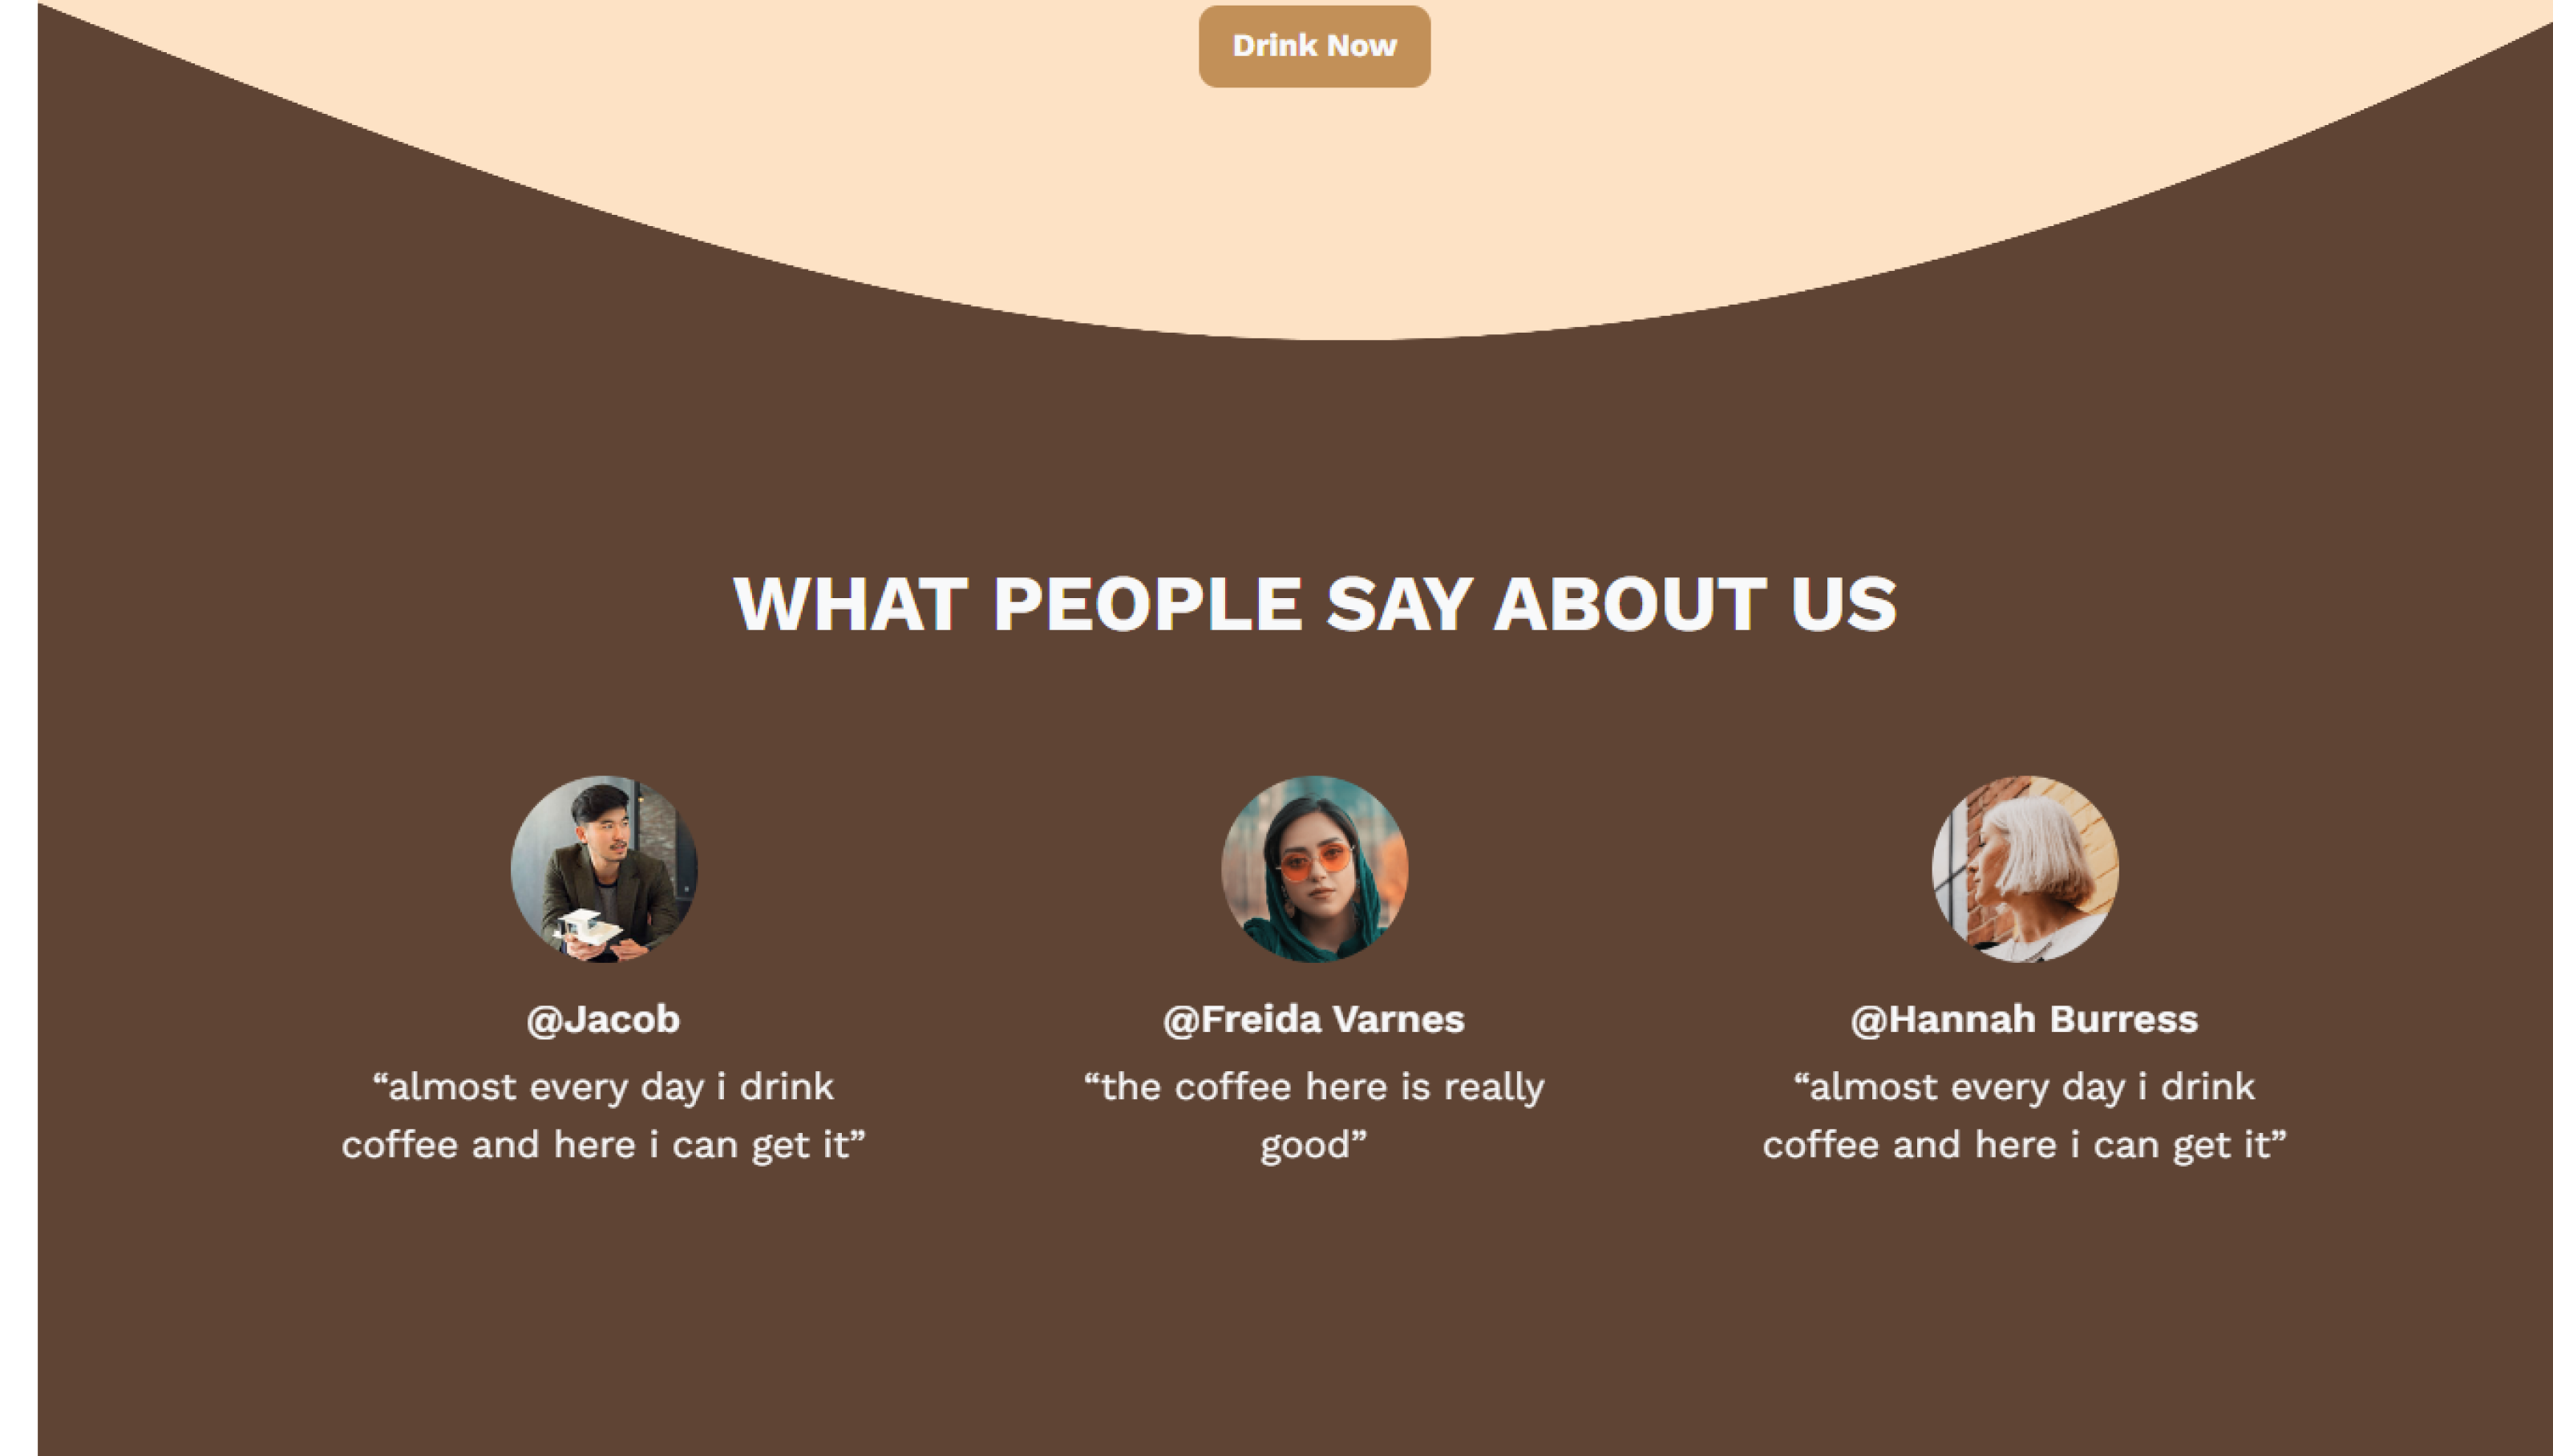 Drink Now
WHAT PEOPLE SAY ABOUT US
@Jacob
“almost every day i drink
coffee and here i can get it”
@Freida Varnes
“the coffee here is really
good”
@Hannah Burress
“almost every day i drink
coffee and here i can get it”